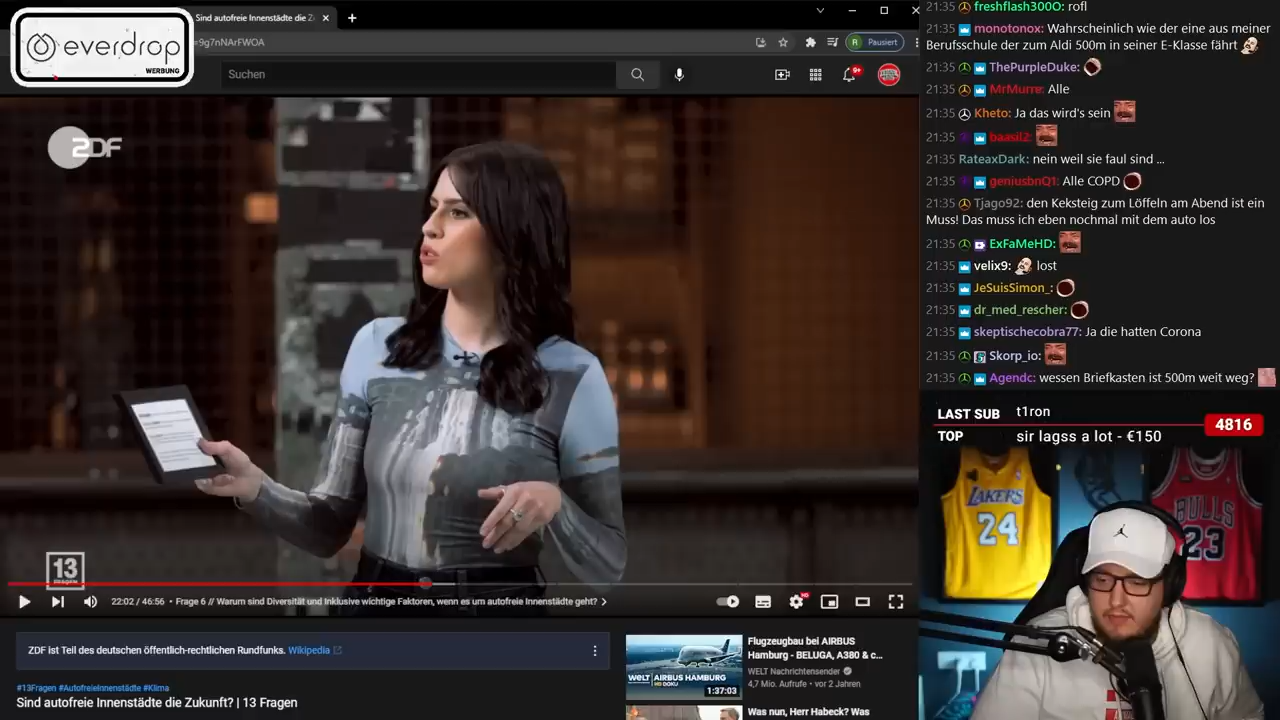 everdrop
WERBUNG
Sind autofreie Innenstädte die Z
=9g7nNArFWOA
R Pausiert
Suchen
9+
ZDF
13
FRAGEN
22:02 / 46:56 • Frage 6 // Warum sind Diversität und Inklusive wichtige Faktoren, wenn es um autofreie Innenstädte geht?
HD
ZDF ist Teil des deutschen öffentlich-rechtlichen Rundfunks. Wikipedia
#13Fragen #AutofreieInnenstädte #Klima
Sind autofreie Innenstädte die Zukunft? | 13 Fragen
WELT AIRBUS HAMBURG
HD DOKU
1:37:03
Flugzeugbau bei AIRBUS
Hamburg - BELUGA, A380 & c...
WELT Nachrichtensender
4,7 Mio. Aufrufe • vor 2 Jahren
Was nun, Herr Habeck? Was
21:35 freshflash300O: rofl
21:35 monotonox: Wahrscheinlich wie der eine aus meiner
Berufsschule der zum Aldi 500m in seiner E-Klasse fährt
21:35 ThePurpleDuke:
21:35 MrMurre: Alle
21:35 Kheto: Ja das wird's sein
21:35 baasil2:
21:35 RateaxDark: nein weil sie faul sind ...
21:35 geniusbnQ1: Alle COPD
21:35 Tjago92: den Keksteig zum Löffeln am Abend ist ein
Muss! Das muss ich eben nochmal mit dem auto los
21:35 ExFaMeHD:
21:35 velix9: lost
21:35 JeSuisSimon_:
21:35 dr_med_rescher:
21:35 skeptischecobra77: Ja die hatten Corona
21:35 Skorp_io:
21:35 Agendc: wessen Briefkasten ist 500m weit weg?
LAST SUB t1ron
4816
TOP sir lagss a lot - €150
LAKERS
24
BULLS
23